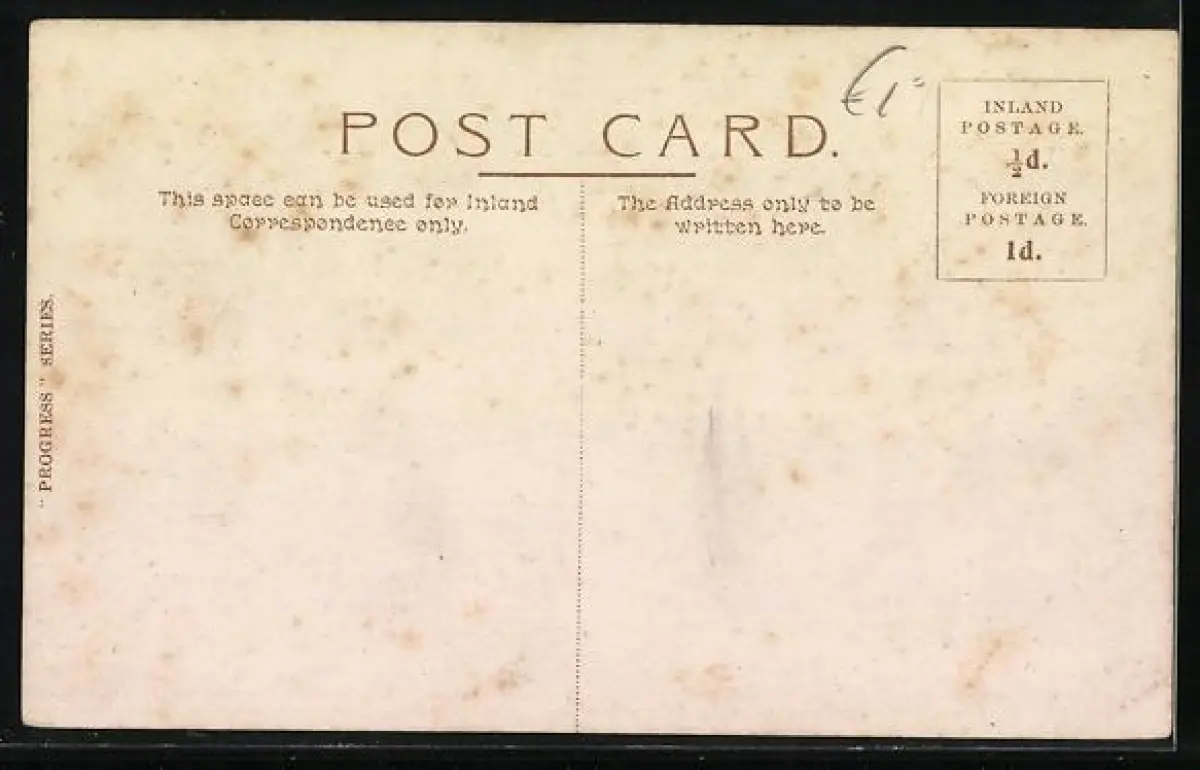 POST CARD.
This space can be used for Inland
Correspondence only.
The Address only to be
written here.
INLAND
POSTAGE.
½d.
FOREIGN
POSTAGE.
1d.
"PROGRESS" SERIES.